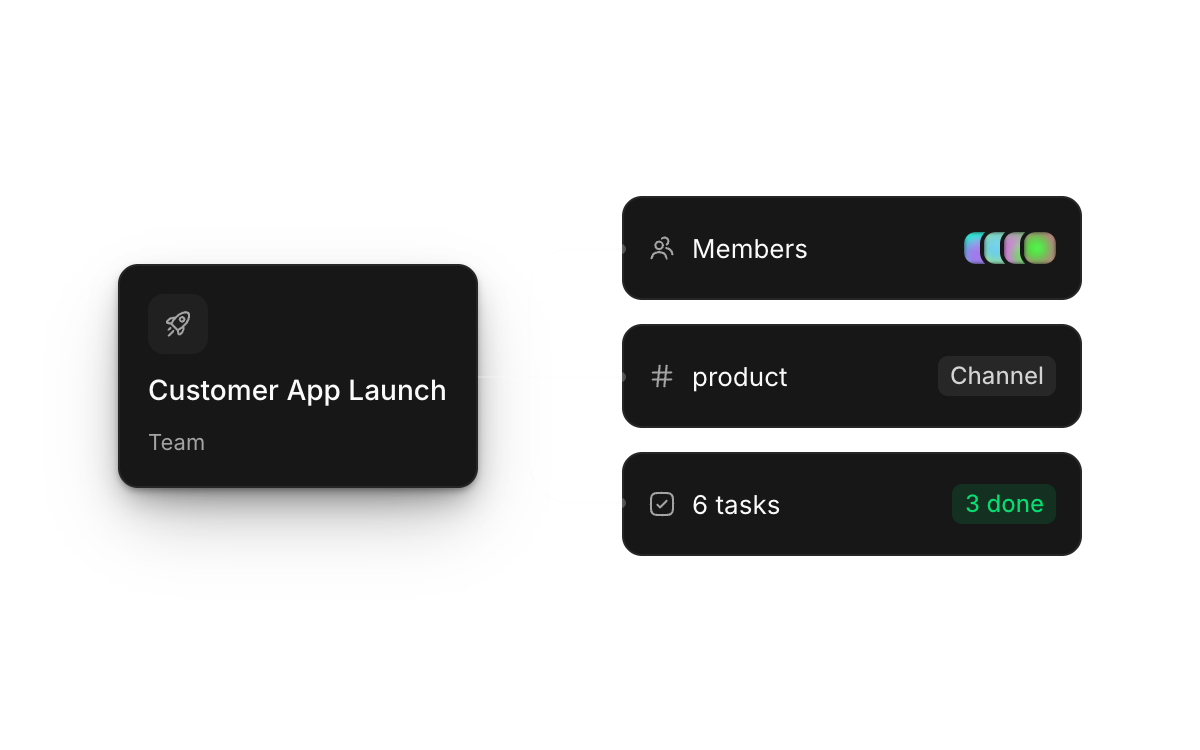 Customer App Launch
Team
Members
product
Channel
6 tasks
3 done